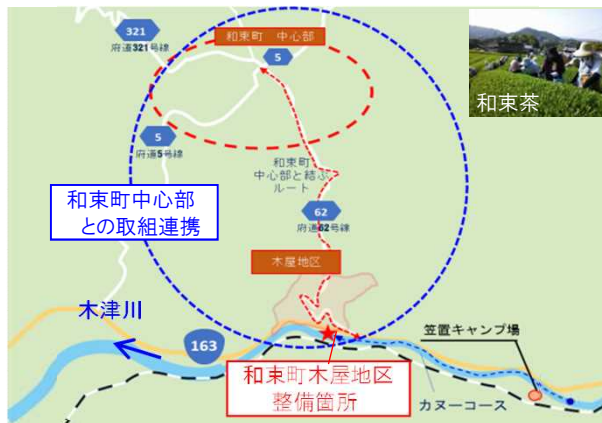 321
府道321号線
和束町 中心部
5
和束茶
5
府道5号線
和束町
中心部と結ぶ
ルート
和束町中心部
との取組連携
62
府道62号線
木屋地区
木津川
163
笠置キャンプ場
和束町木屋地区
整備箇所
カヌーコース